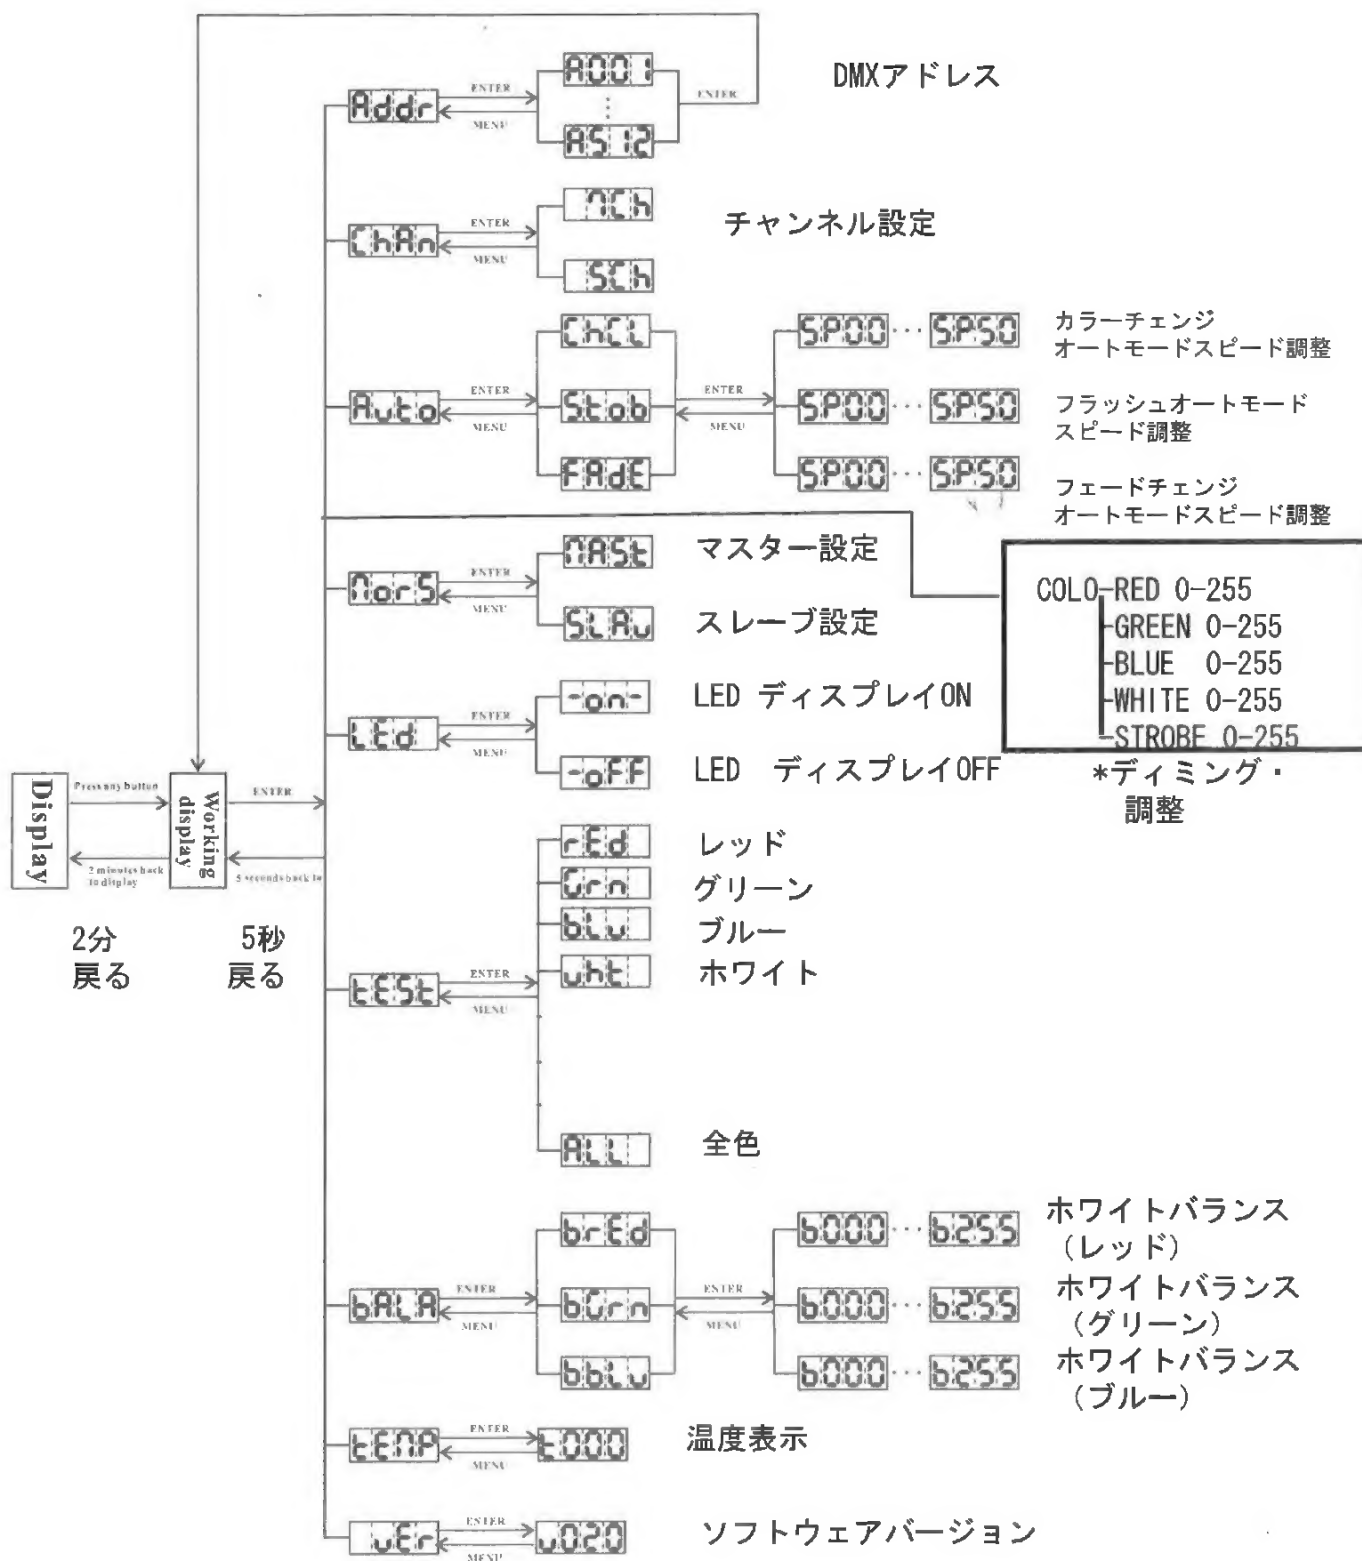 A001
DMXアドレス
Addr
ENTER
MENU
ENTER
A512
7Ch
チャンネル設定
ChAn
ENTER
MENU
5Ch
ChCL
SP00 ··· SP50
カラーチェンジ
オートモードスピード調整
Auto
ENTER
MENU
Stob
ENTER
MENU
SP00 ··· SP50
フラッシュオートモード
スピード調整
FAdE
SP00 ··· SP50
フェードチェンジ
オートモードスピード調整
MASt
マスター設定
MorS
ENTER
MENU
SLAv
スレーブ設定
COLO-RED 0-255
-GREEN 0-255
-BLUE 0-255
-WHITE 0-255
-STROBE 0-255
*ディミング・
調整
-on-
LED ディスプレイON
LEd
ENTER
MENU
-oFF
LED ディスプレイOFF
Display
Press any button
2 minutes back
to display
Working
display
ENTER
5 seconds back to
2分
戻る
5秒
戻る
rEd
レッド
Grn
グリーン
bLu
ブルー
tESt
ENTER
MENU
uht
ホワイト
ALL
全色
brEd
b000 ··· b255
ホワイトバランス
(レッド)
bALA
ENTER
MENU
bGrn
ENTER
MENU
b000 ··· b255
ホワイトバランス
(グリーン)
bbLu
b000 ··· b255
ホワイトバランス
(ブルー)
tEMP
ENTER
MENU
t000
温度表示
vEr
ENTER
MENU
v020
ソフトウェアバージョン